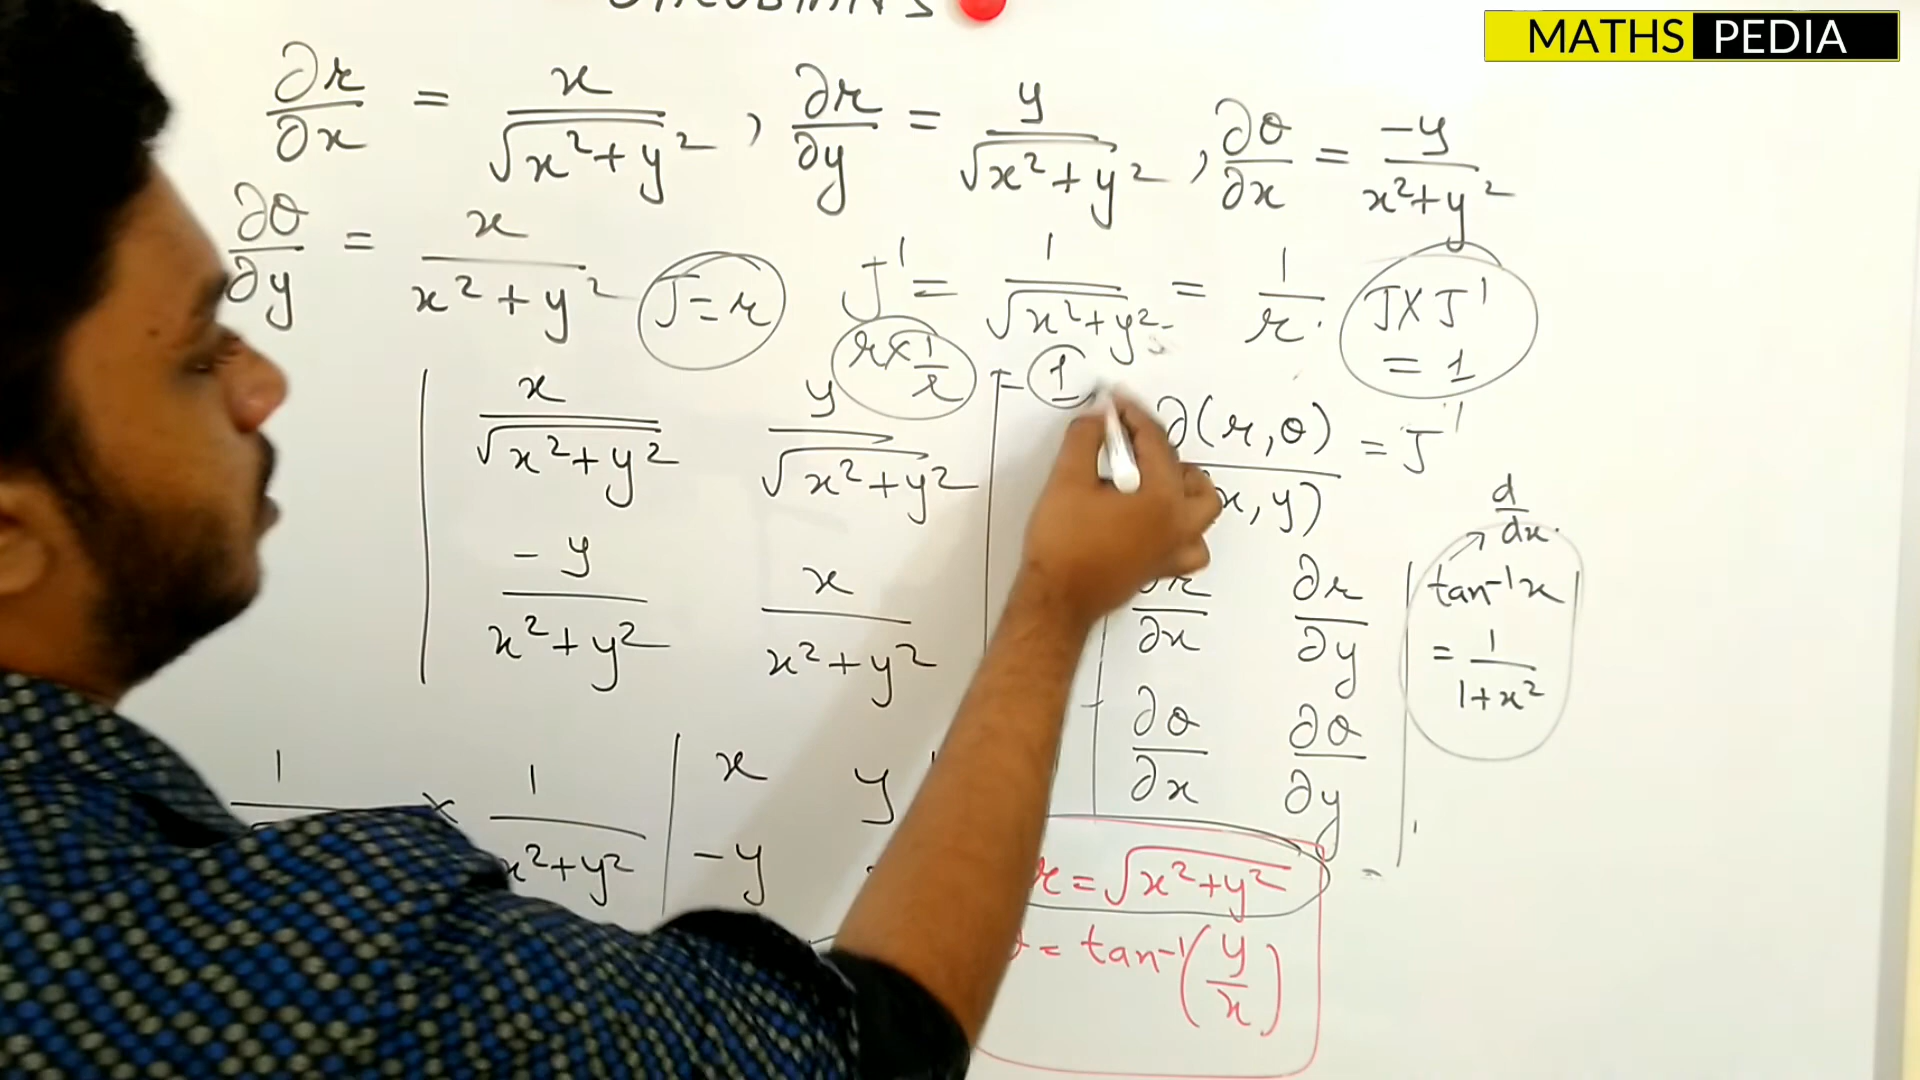 MATHS PEDIA
∂r/∂x = x/√(x²+y²), ∂r/∂y = y/√(x²+y²), ∂θ/∂x = -y/(x²+y²)
∂θ/∂y = x/(x²+y²) J=r J' = 1/√(x²+y²) = 1/r. J×J' = 1
r×1/r = 1
| x/√(x²+y²) y/√(x²+y²) |
| -y/(x²+y²) x/(x²+y²) |
∂(r,θ)/(x,y) = J'
d/dx.
tan⁻¹x
= 1/(1+x²)
| ∂r/∂x ∂r/∂y |
| ∂θ/∂x ∂θ/∂y |
1 × 1/(x²+y²) | x y
-y
r = √(x²+y²) =
= tan⁻¹(y/x)